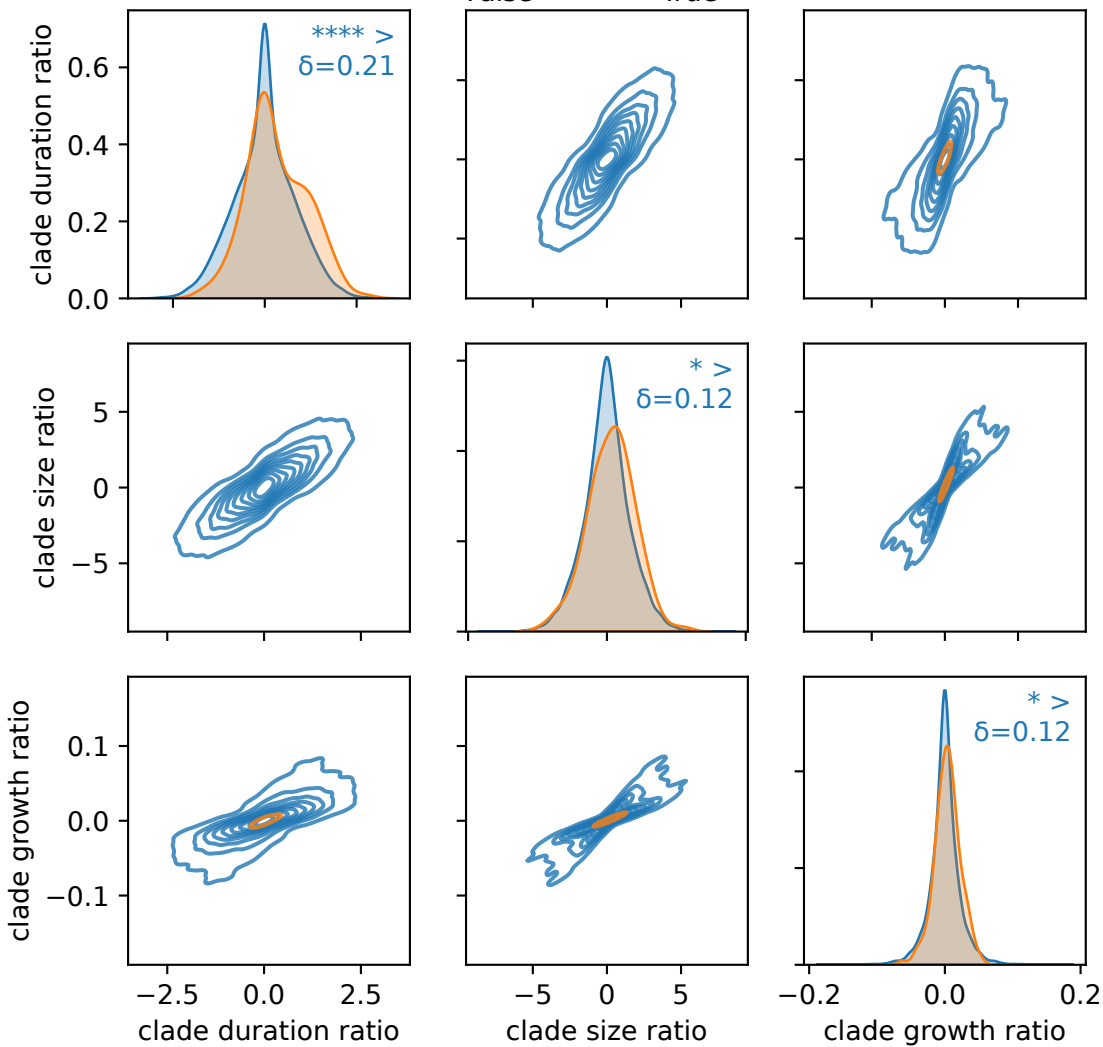 **** >
δ=0.21
clade duration ratio
0.6
0.4
0.2
0.0
* >
δ=0.12
clade size ratio
5
0
−5
* >
δ=0.12
clade growth ratio
0.1
0.0
−0.1
−2.5 0.0 2.5 −5 0 5 −0.2 0.0 0.2
clade duration ratio clade size ratio clade growth ratio